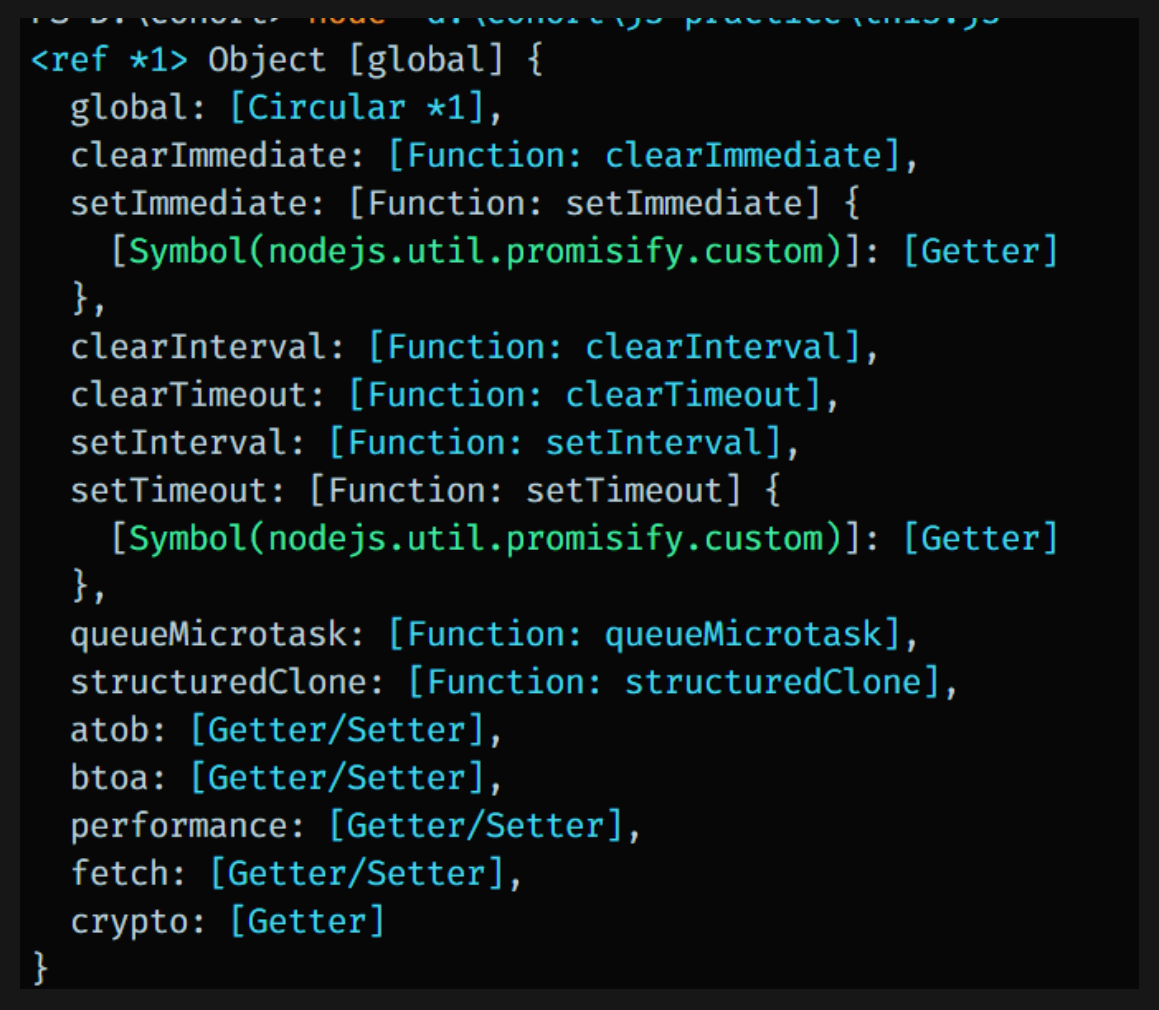 <ref *1> Object [global] {
  global: [Circular *1],
  clearImmediate: [Function: clearImmediate],
  setImmediate: [Function: setImmediate] {
    [Symbol(nodejs.util.promisify.custom)]: [Getter]
  },
  clearInterval: [Function: clearInterval],
  clearTimeout: [Function: clearTimeout],
  setInterval: [Function: setInterval],
  setTimeout: [Function: setTimeout] {
    [Symbol(nodejs.util.promisify.custom)]: [Getter]
  },
  queueMicrotask: [Function: queueMicrotask],
  structuredClone: [Function: structuredClone],
  atob: [Getter/Setter],
  btoa: [Getter/Setter],
  performance: [Getter/Setter],
  fetch: [Getter/Setter],
  crypto: [Getter]
}